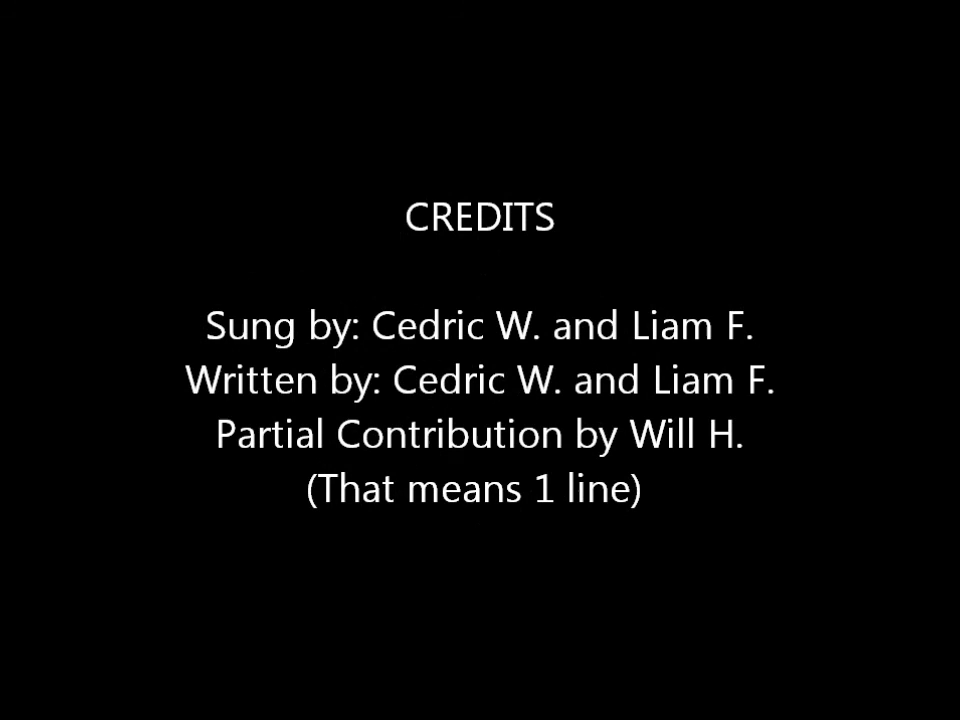 CREDITS
Sung by: Cedric W. and Liam F.
Written by: Cedric W. and Liam F.
Partial Contribution by Will H.
(That means 1 line)